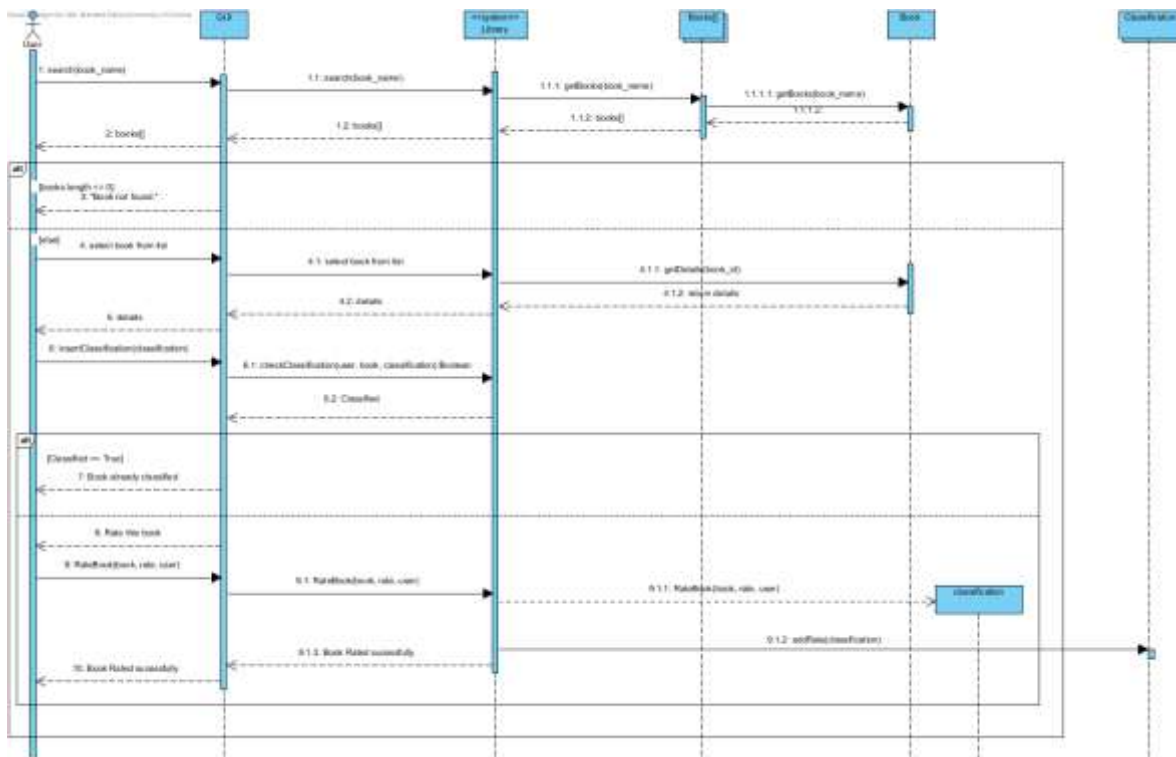 User
GUI
<<system>>
Library
Books[]
Book
Classification
1: search(book_name)
1.1: search(book_name)
1.1.1: getBooks(book_name)
1.1.1.1: getBooks(book_name)
1.1.1.2:
1.1.2: books[]
1.2: books[]
2: books[]
alt
[books.length <= 0]
3: "Book not found."
[else]
4: select book from list
4.1: select book from list
4.1.1: getDetails(book_id)
4.1.2: return details
4.2: details
5: details
6: insertClassification(classification)
6.1: checkClassification(user, book, classification):Boolean
6.2: Classified
alt
[Classified == True]
7: Book already classified
8: Rate this book
9: RateBook(book, rate, user)
9.1: RateBook(book, rate, user)
9.1.1: RateBook(book, rate, user)
classification
9.1.2: addRate(classification)
9.1.3: Book Rated sucessfully
10: Book Rated sucessfully